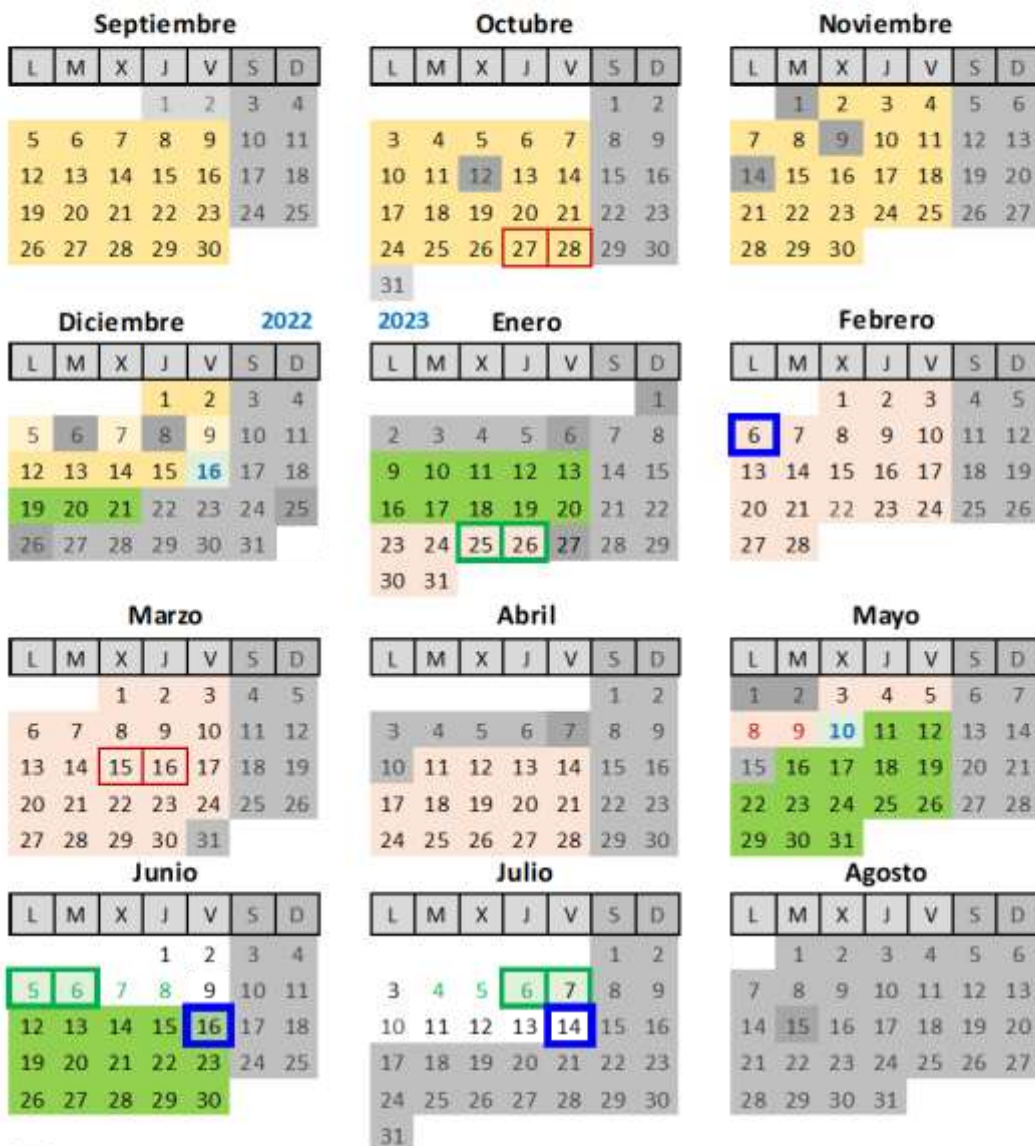 Septiembre Octubre Noviembre
L M X J V S D L M X J V S D L M X J V S D
1 2 3 4 1 2 1 2 3 4 5 6
5 6 7 8 9 10 11 3 4 5 6 7 8 9 7 8 9 10 11 12 13
12 13 14 15 16 17 18 10 11 12 13 14 15 16 14 15 16 17 18 19 20
19 20 21 22 23 24 25 17 18 19 20 21 22 23 21 22 23 24 25 26 27
26 27 28 29 30 24 25 26 27 28 29 30 28 29 30
31
Diciembre 2022 2023 Enero Febrero
L M X J V S D L M X J V S D L M X J V S D
1 2 3 4 1 1 2 3 4 5
5 6 7 8 9 10 11 2 3 4 5 6 7 8 6 7 8 9 10 11 12
12 13 14 15 16 17 18 9 10 11 12 13 14 15 13 14 15 16 17 18 19
19 20 21 22 23 24 25 16 17 18 19 20 21 22 20 21 22 23 24 25 26
26 27 28 29 30 31 23 24 25 26 27 28 29 27 28
30 31
Marzo Abril Mayo
L M X J V S D L M X J V S D L M X J V S D
1 2 3 4 5 1 2 1 2 3 4 5 6 7
6 7 8 9 10 11 12 3 4 5 6 7 8 9 8 9 10 11 12 13 14
13 14 15 16 17 18 19 10 11 12 13 14 15 16 15 16 17 18 19 20 21
20 21 22 23 24 25 26 17 18 19 20 21 22 23 22 23 24 25 26 27 28
27 28 29 30 31 24 25 26 27 28 29 30 29 30 31
Junio Julio Agosto
L M X J V S D L M X J V S D L M X J V S D
1 2 3 4 1 2 1 2 3 4 5 6
5 6 7 8 9 10 11 3 4 5 6 7 8 9 7 8 9 10 11 12 13
12 13 14 15 16 17 18 10 11 12 13 14 15 16 14 15 16 17 18 19 20
19 20 21 22 23 24 25 17 18 19 20 21 22 23 21 22 23 24 25 26 27
26 27 28 29 30 24 25 26 27 28 29 30 28 29 30 31
31